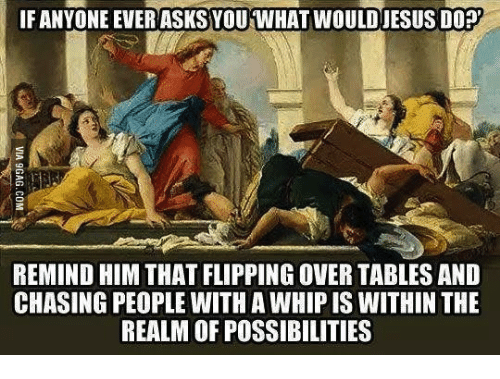 IF ANYONE EVER ASKS YOU "WHAT WOULD JESUS DO?"
VIA 9GAG.COM
REMIND HIM THAT FLIPPING OVER TABLES AND
CHASING PEOPLE WITH A WHIP IS WITHIN THE
REALM OF POSSIBILITIES